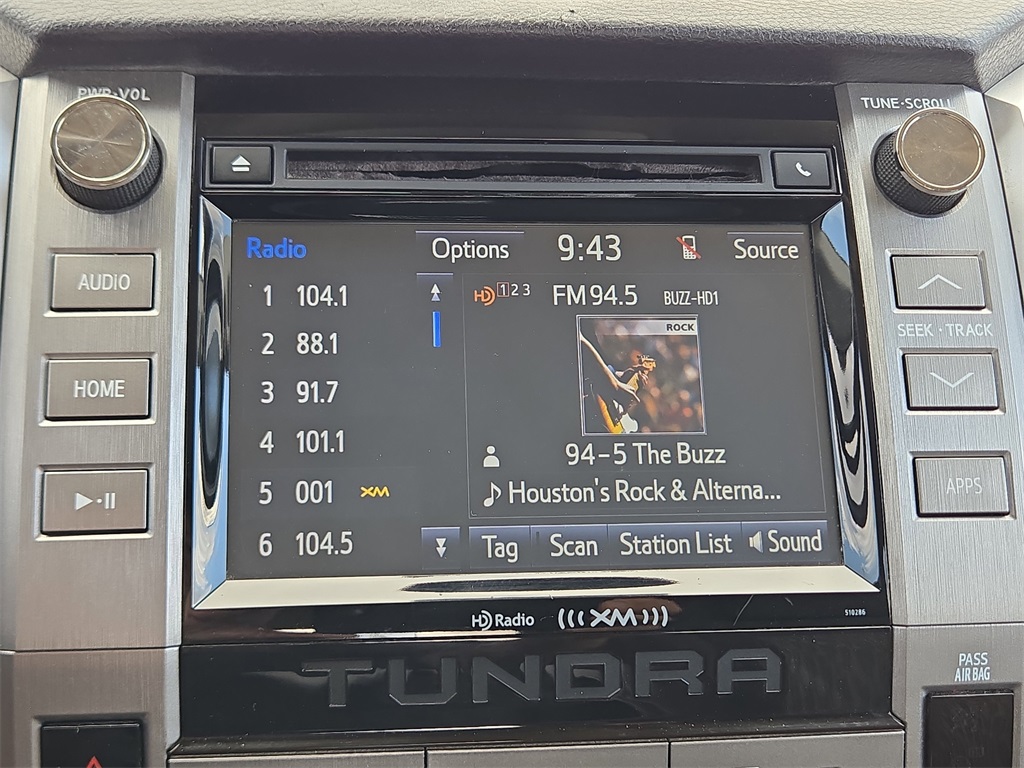 PWR·VOL
TUNE·SCROLL
Radio
Options
9:43
Source
1 104.1
2 88.1
3 91.7
4 101.1
5 001 XM
6 104.5
HD 1 2 3
FM 94.5
BUZZ-HD1
ROCK
94-5 The Buzz
Houston's Rock & Alterna...
Tag
Scan
Station List
Sound
AUDIO
HOME
SEEK·TRACK
APPS
HD Radio
(((XM)))
510286
TUNDRA
PASS
AIR BAG